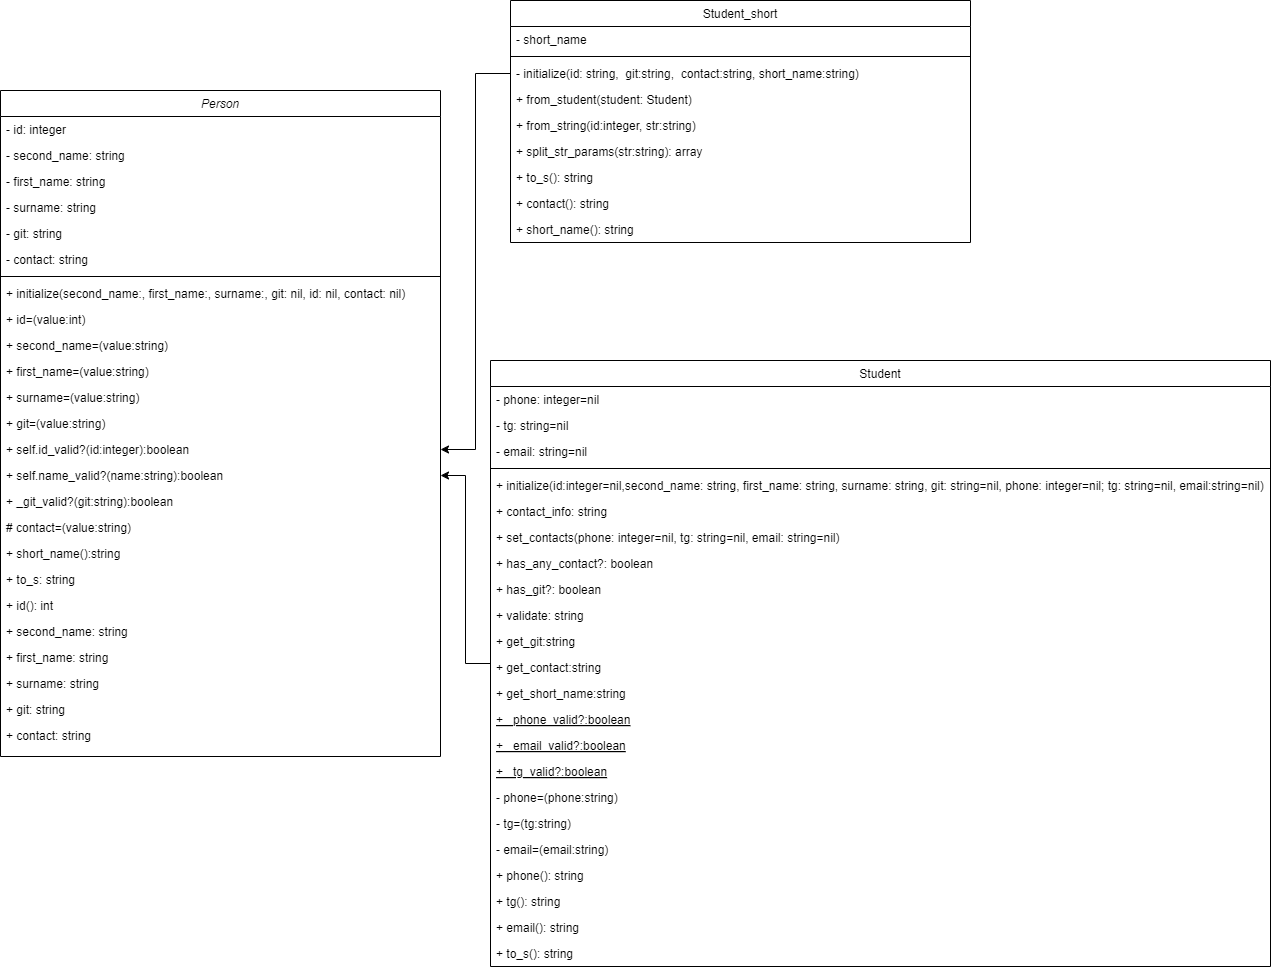 Student_short
- short_name
- initialize(id: string,  git:string,  contact:string, short_name:string)
+ from_student(student: Student)
+ from_string(id:integer, str:string)
+ split_str_params(str:string): array
+ to_s(): string
+ contact(): string
+ short_name(): string
Person
- id: integer
- second_name: string
- first_name: string
- surname: string
- git: string
- contact: string
+ initialize(second_name:, first_name:, surname:, git: nil, id: nil, contact: nil)
+ id=(value:int)
+ second_name=(value:string)
+ first_name=(value:string)
+ surname=(value:string)
+ git=(value:string)
+ self.id_valid?(id:integer):boolean
+ self.name_valid?(name:string):boolean
+ _git_valid?(git:string):boolean
# contact=(value:string)
+ short_name():string
+ to_s: string
+ id(): int
+ second_name: string
+ first_name: string
+ surname: string
+ git: string
+ contact: string
Student
- phone: integer=nil
- tg: string=nil
- email: string=nil
+ initialize(id:integer=nil,second_name: string, first_name: string, surname: string, git: string=nil, phone: integer=nil; tg: string=nil, email:string=nil)
+ contact_info: string
+ set_contacts(phone: integer=nil, tg: string=nil, email: string=nil)
+ has_any_contact?: boolean
+ has_git?: boolean
+ validate: string
+ get_git:string
+ get_contact:string
+ get_short_name:string
+ _phone_valid?:boolean
+ _email_valid?:boolean
+ _tg_valid?:boolean
- phone=(phone:string)
- tg=(tg:string)
- email=(email:string)
+ phone(): string
+ tg(): string
+ email(): string
+ to_s(): string